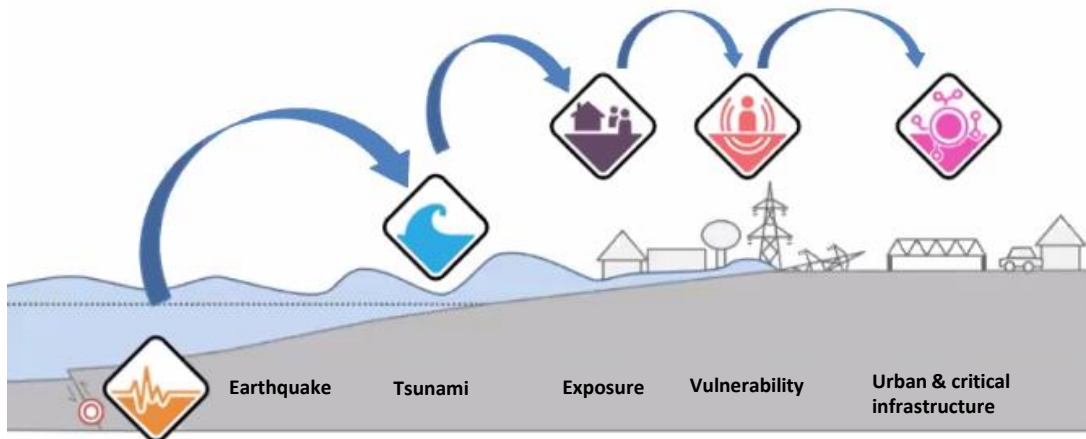 Earthquake
Tsunami
Exposure
Vulnerability
Urban & critical
infrastructure